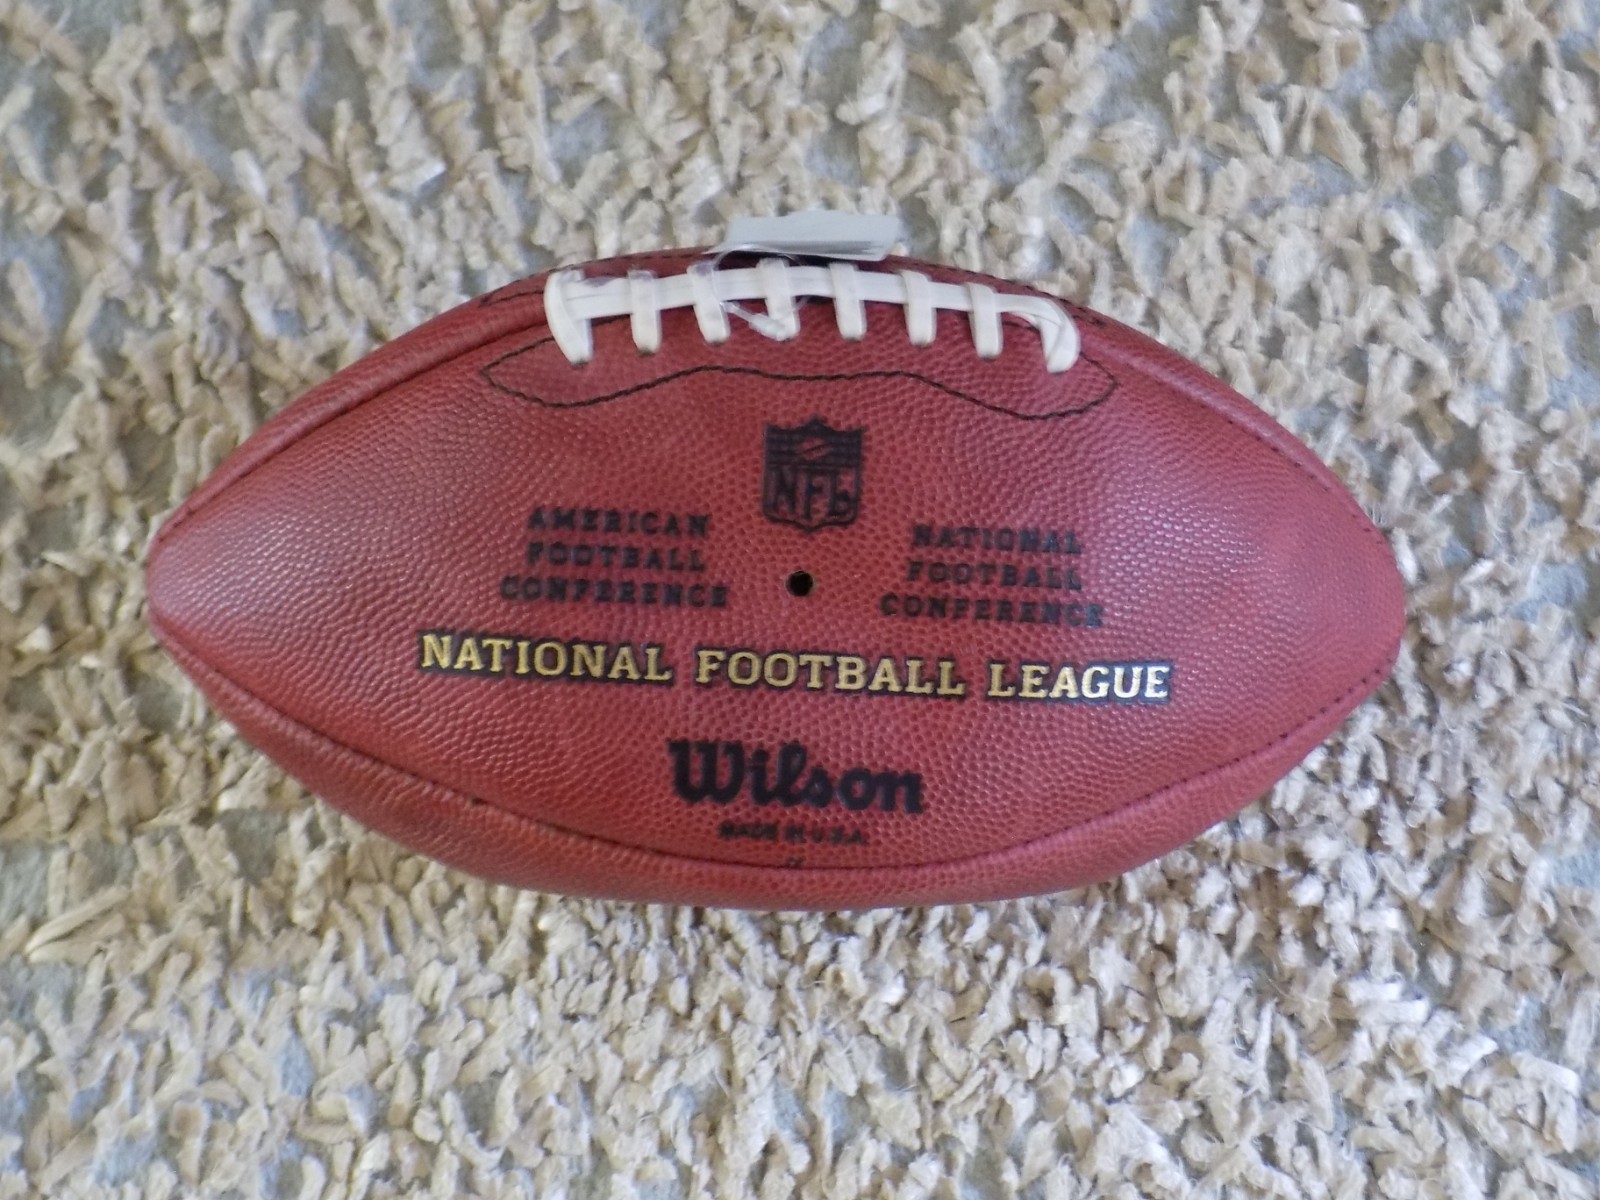 NFL
AMERICAN
FOOTBALL
CONFERENCE
NATIONAL
FOOTBALL
CONFERENCE
NATIONAL FOOTBALL LEAGUE
Wilson
MADE IN U.S.A.